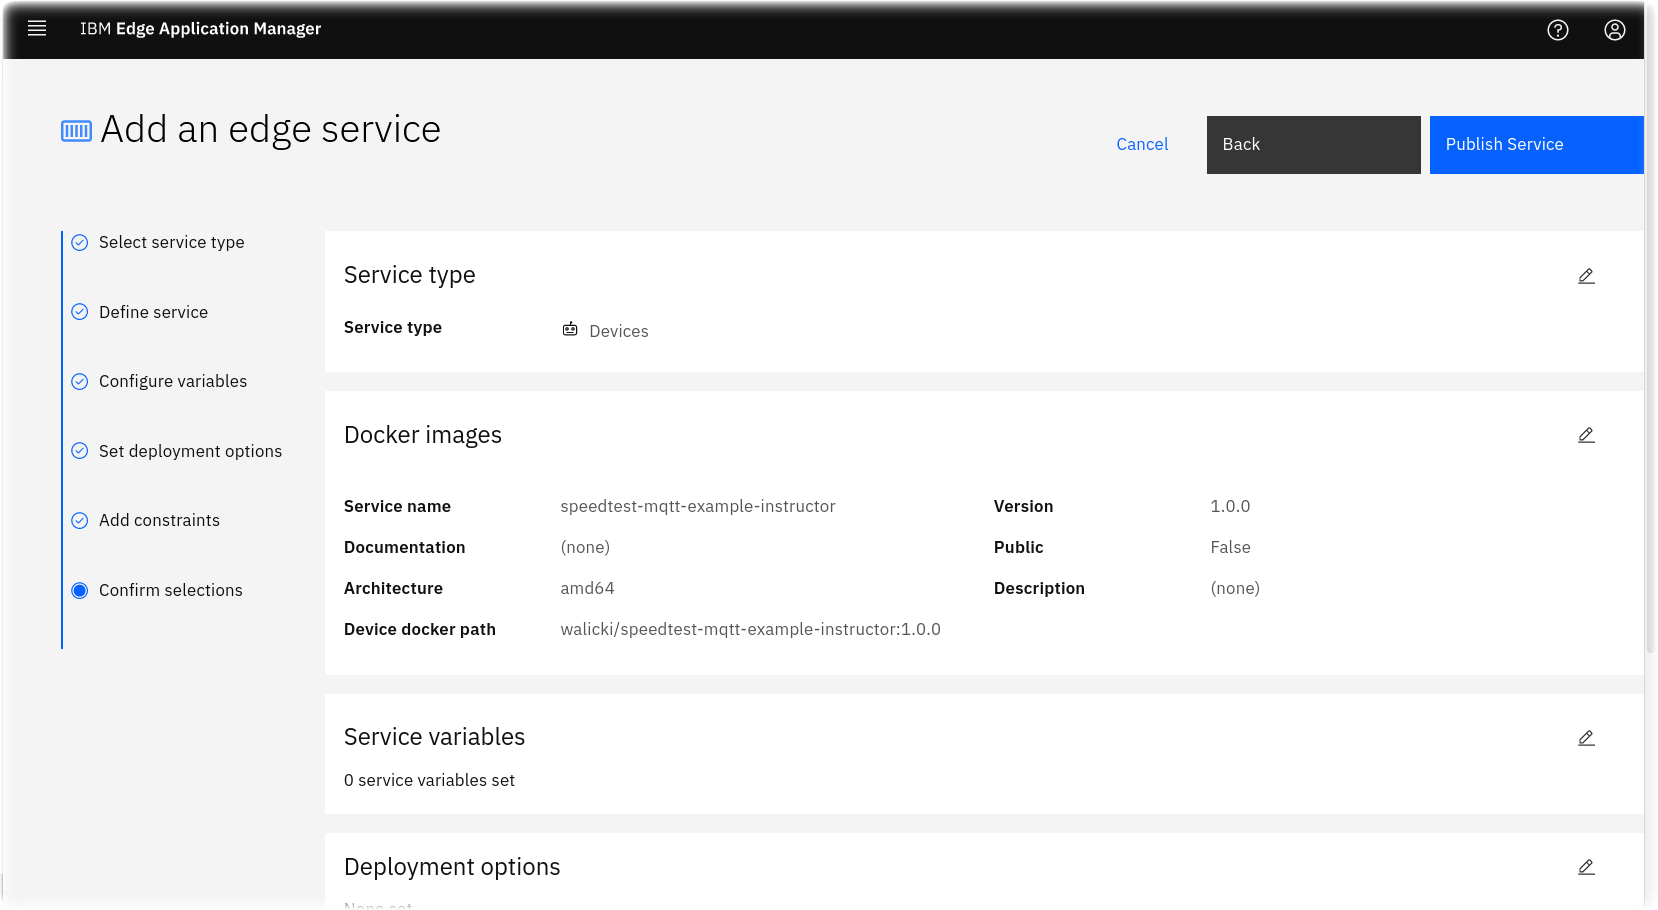 IBM Edge Application Manager
Add an edge service
Cancel
Back
Publish Service
Select service type
Define service
Configure variables
Set deployment options
Add constraints
Confirm selections
Service type
Service type Devices
Docker images
Service name speedtest-mqtt-example-instructor Version 1.0.0
Documentation (none) Public False
Architecture amd64 Description (none)
Device docker path walicki/speedtest-mqtt-example-instructor:1.0.0
Service variables
0 service variables set
Deployment options
None set